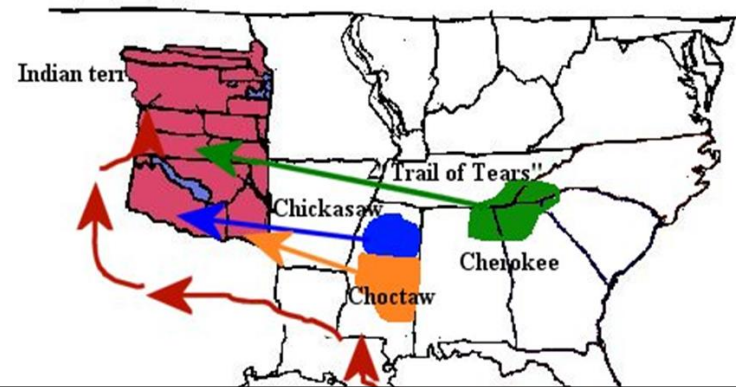 Indian terr
"Trail of Tears"
Chickasaw
Cherokee
Choctaw